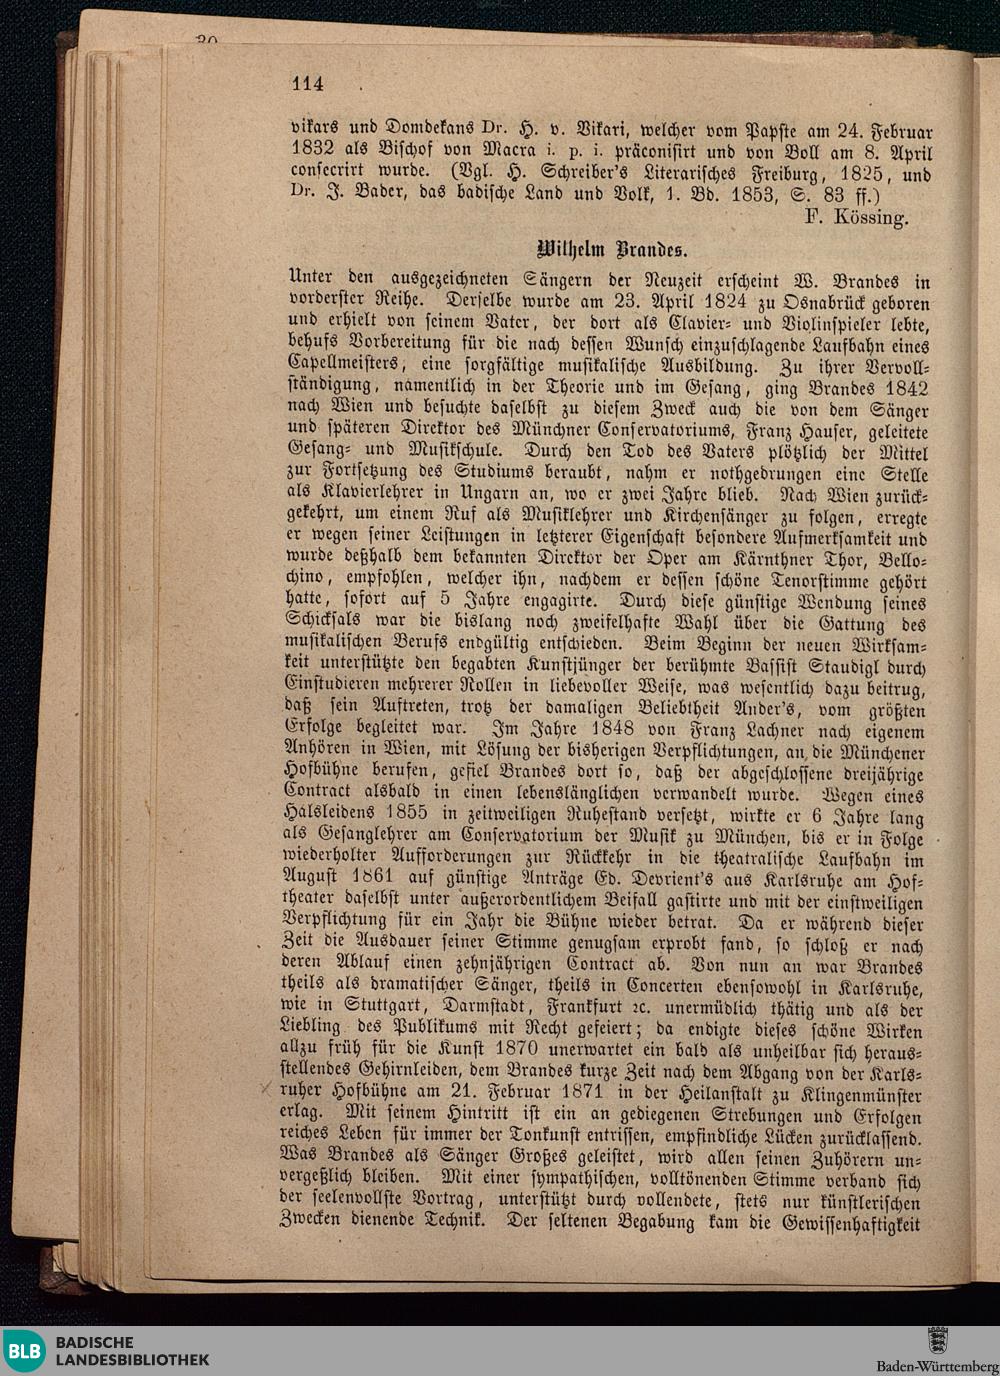 30
114
vikars und Domdekans Dr. H. v. Vikari, welcher vom Papste am 24. Februar
1832 als Bischof von Macra i. p. i. präconisirt und von Boll am 8. April
consecrirt wurde. (Vgl. H. Schreiber's Literarisches Freiburg, 1825, und
Dr. J. Bader, das badische Land und Volk, 1. Bd. 1853, S. 83 ff.)
F. Kössing.
Wilhelm Brandes.
Unter den ausgezeichneten Sängern der Neuzeit erscheint W. Brandes in
vorderster Reihe. Derselbe wurde am 23. April 1824 zu Osnabrück geboren
und erhielt von seinem Vater, der dort als Clavier- und Violinspieler lebte,
behufs Vorbereitung für die nach dessen Wunsch einzuschlagende Laufbahn eines
Capellmeisters, eine sorgfältige musikalische Ausbildung. Zu ihrer Vervoll-
ständigung, namentlich in der Theorie und im Gesang, ging Brandes 1842
nach Wien und besuchte daselbst zu diesem Zweck auch die von dem Sänger
und späteren Direktor des Münchner Conservatoriums, Franz Hauser, geleitete
Gesang- und Musikschule. Durch den Tod des Vaters plötzlich der Mittel
zur Fortsetzung des Studiums beraubt, nahm er nothgedrungen eine Stelle
als Klavierlehrer in Ungarn an, wo er zwei Jahre blieb. Nach Wien zurück-
gekehrt, um einem Ruf als Musiklehrer und Kirchensänger zu folgen, erregte
er wegen seiner Leistungen in letzterer Eigenschaft besondere Aufmerksamkeit und
wurde deßhalb dem bekannten Direktor der Oper am Kärnthner Thor, Bello-
chino, empfohlen, welcher ihn, nachdem er dessen schöne Tenorstimme gehört
hatte, sofort auf 5 Jahre engagirte. Durch diese günstige Wendung seines
Schicksals war die bislang noch zweifelhafte Wahl über die Gattung des
musikalischen Berufs endgültig entschieden. Beim Beginn der neuen Wirksam-
keit unterstützte den begabten Kunstjünger der berühmte Bassist Staudigl durch
Einstudieren mehrerer Rollen in liebevoller Weise, was wesentlich dazu beitrug,
daß sein Auftreten, trotz der damaligen Beliebtheit Ander's, vom größten
Erfolge begleitet war. Im Jahre 1848 von Franz Lachner nach eigenem
Anhören in Wien, mit Lösung der bisherigen Verpflichtungen, an die Münchener
Hofbühne berufen, gefiel Brandes dort so, daß der abgeschlossene dreijährige
Contract alsbald in einen lebenslänglichen verwandelt wurde. Wegen eines
Halsleidens 1855 in zeitweiligen Ruhestand versetzt, wirkte er 6 Jahre lang
als Gesanglehrer am Conservatorium der Musik zu München, bis er in Folge
wiederholter Aufforderungen zur Rückkehr in die theatralische Laufbahn im
August 1861 auf günstige Anträge Ed. Devrient's aus Karlsruhe am Hof-
theater daselbst unter außerordentlichem Beifall gastirte und mit der einstweiligen
Verpflichtung für ein Jahr die Bühne wieder betrat. Da er während dieser
Zeit die Ausdauer seiner Stimme genugsam erprobt fand, so schloß er nach
deren Ablauf einen zehnjährigen Contract ab. Von nun an war Brandes
theils als dramatischer Sänger, theils in Concerten ebensowohl in Karlsruhe,
wie in Stuttgart, Darmstadt, Frankfurt ꝛc. unermüdlich thätig und als der
Liebling des Publikums mit Recht gefeiert; da endigte dieses schöne Wirken
allzu früh für die Kunst 1870 unerwartet ein bald als unheilbar sich heraus-
stellendes Gehirnleiden, dem Brandes kurze Zeit nach dem Abgang von der Karls-
ruher Hofbühne am 21. Februar 1871 in der Heilanstalt zu Klingenmünster
erlag. Mit seinem Hintritt ist ein an gediegenen Strebungen und Erfolgen
reiches Leben für immer der Tonkunst entrissen, empfindliche Lücken zurücklassend.
Was Brandes als Sänger Großes geleistet, wird allen seinen Zuhörern un-
vergeßlich bleiben. Mit einer sympathischen, volltönenden Stimme verband sich
der seelenvollste Vortrag, unterstützt durch vollendete, stets nur künstlerischen
Zwecken dienende Technik. Der seltenen Begabung kam die Gewissenhaftigkeit
BLB BADISCHE
LANDESBIBLIOTHEK
Baden-Württemberg